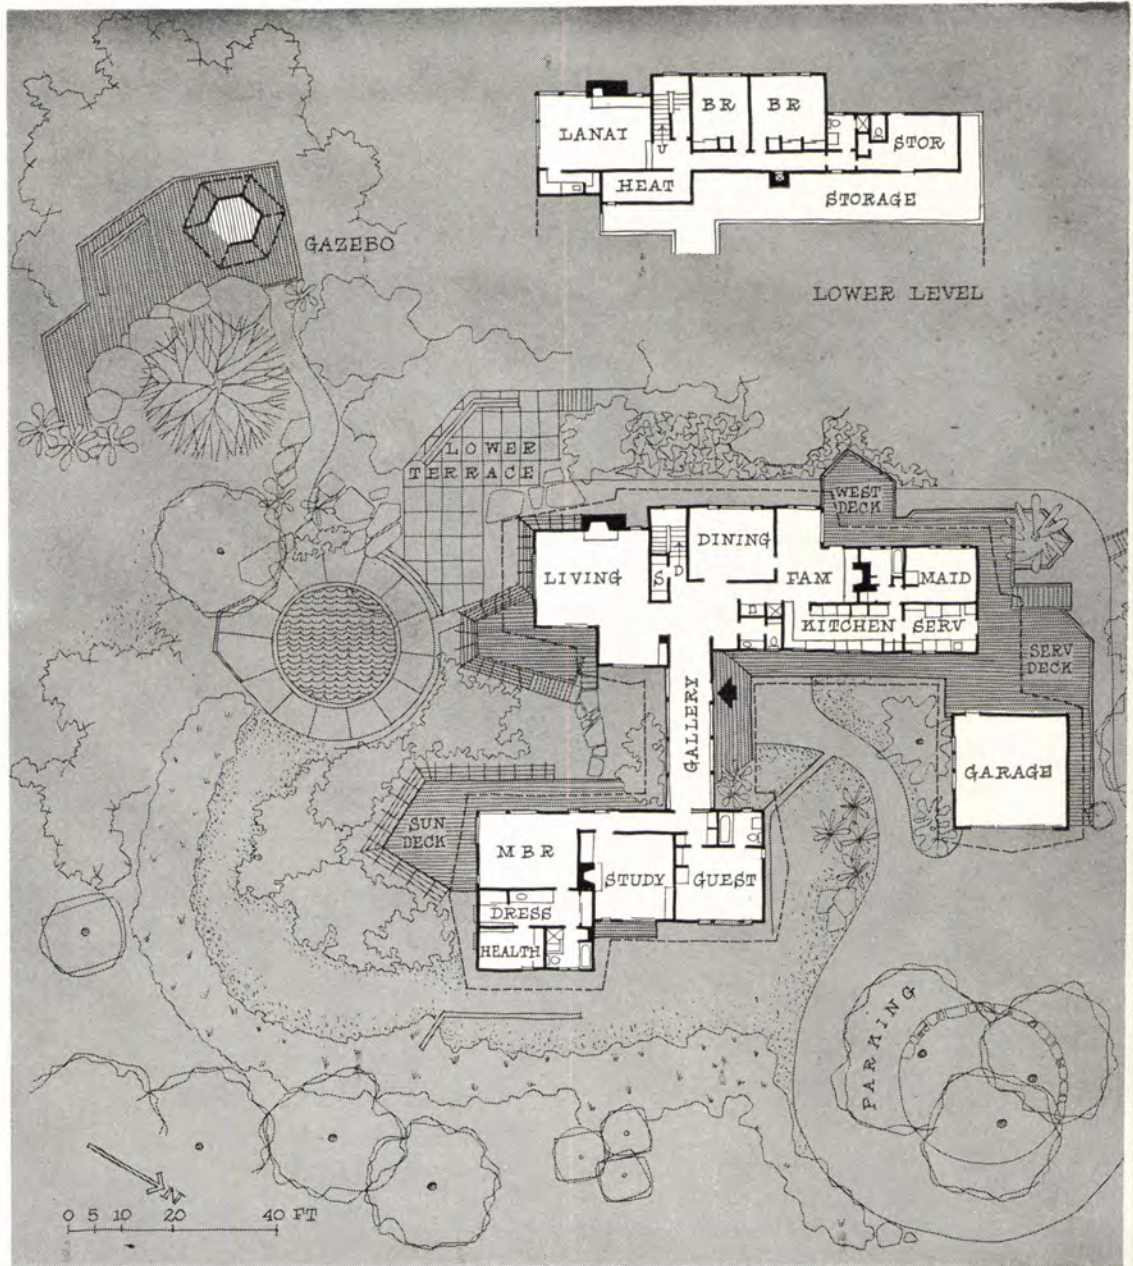 BR
BR
LANAI
U
STOR
HEAT
STORAGE
GAZEBO
LOWER LEVEL
LOWER
TERRACE
WEST
DECK
DINING
LIVING
S
D
FAM
MAID
KITCHEN
SERV
SERV
DECK
GALLERY
GARAGE
SUN
DECK
MBR
STUDY
GUEST
DRESS
HEALTH
PARKING
N
0 5 10 20 40 FT